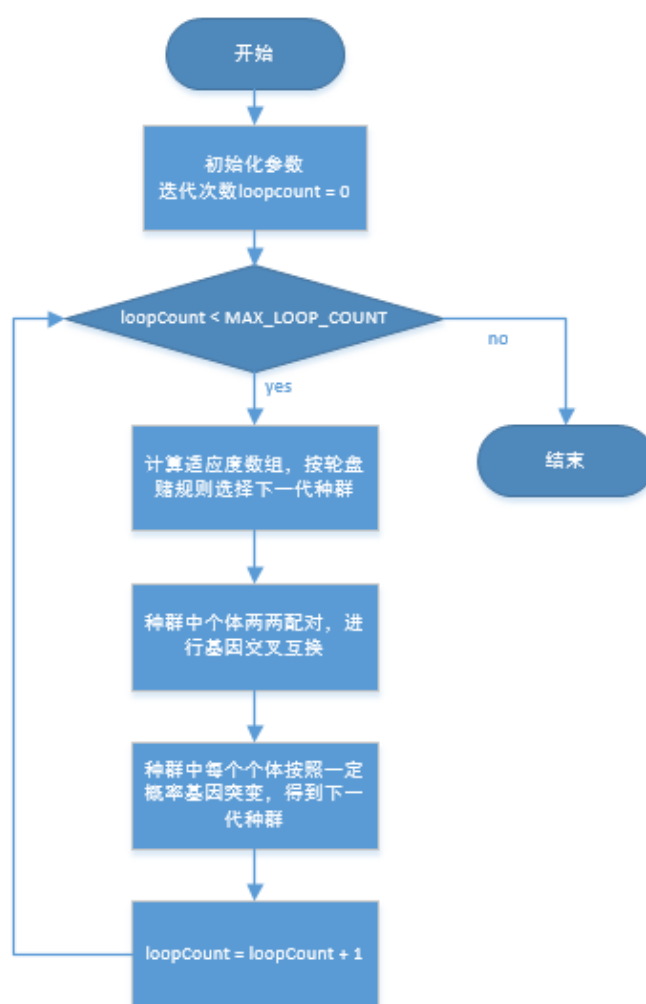 开始
初始化参数
迭代次数loopcount = 0
loopCount < MAX_LOOP_COUNT
no
yes
计算适应度数组，按轮盘
赌规则选择下一代种群
结束
种群中个体两两配对，进
行基因交叉互换
种群中每个个体按照一定
概率基因突变，得到下一
代种群
loopCount = loopCount + 1